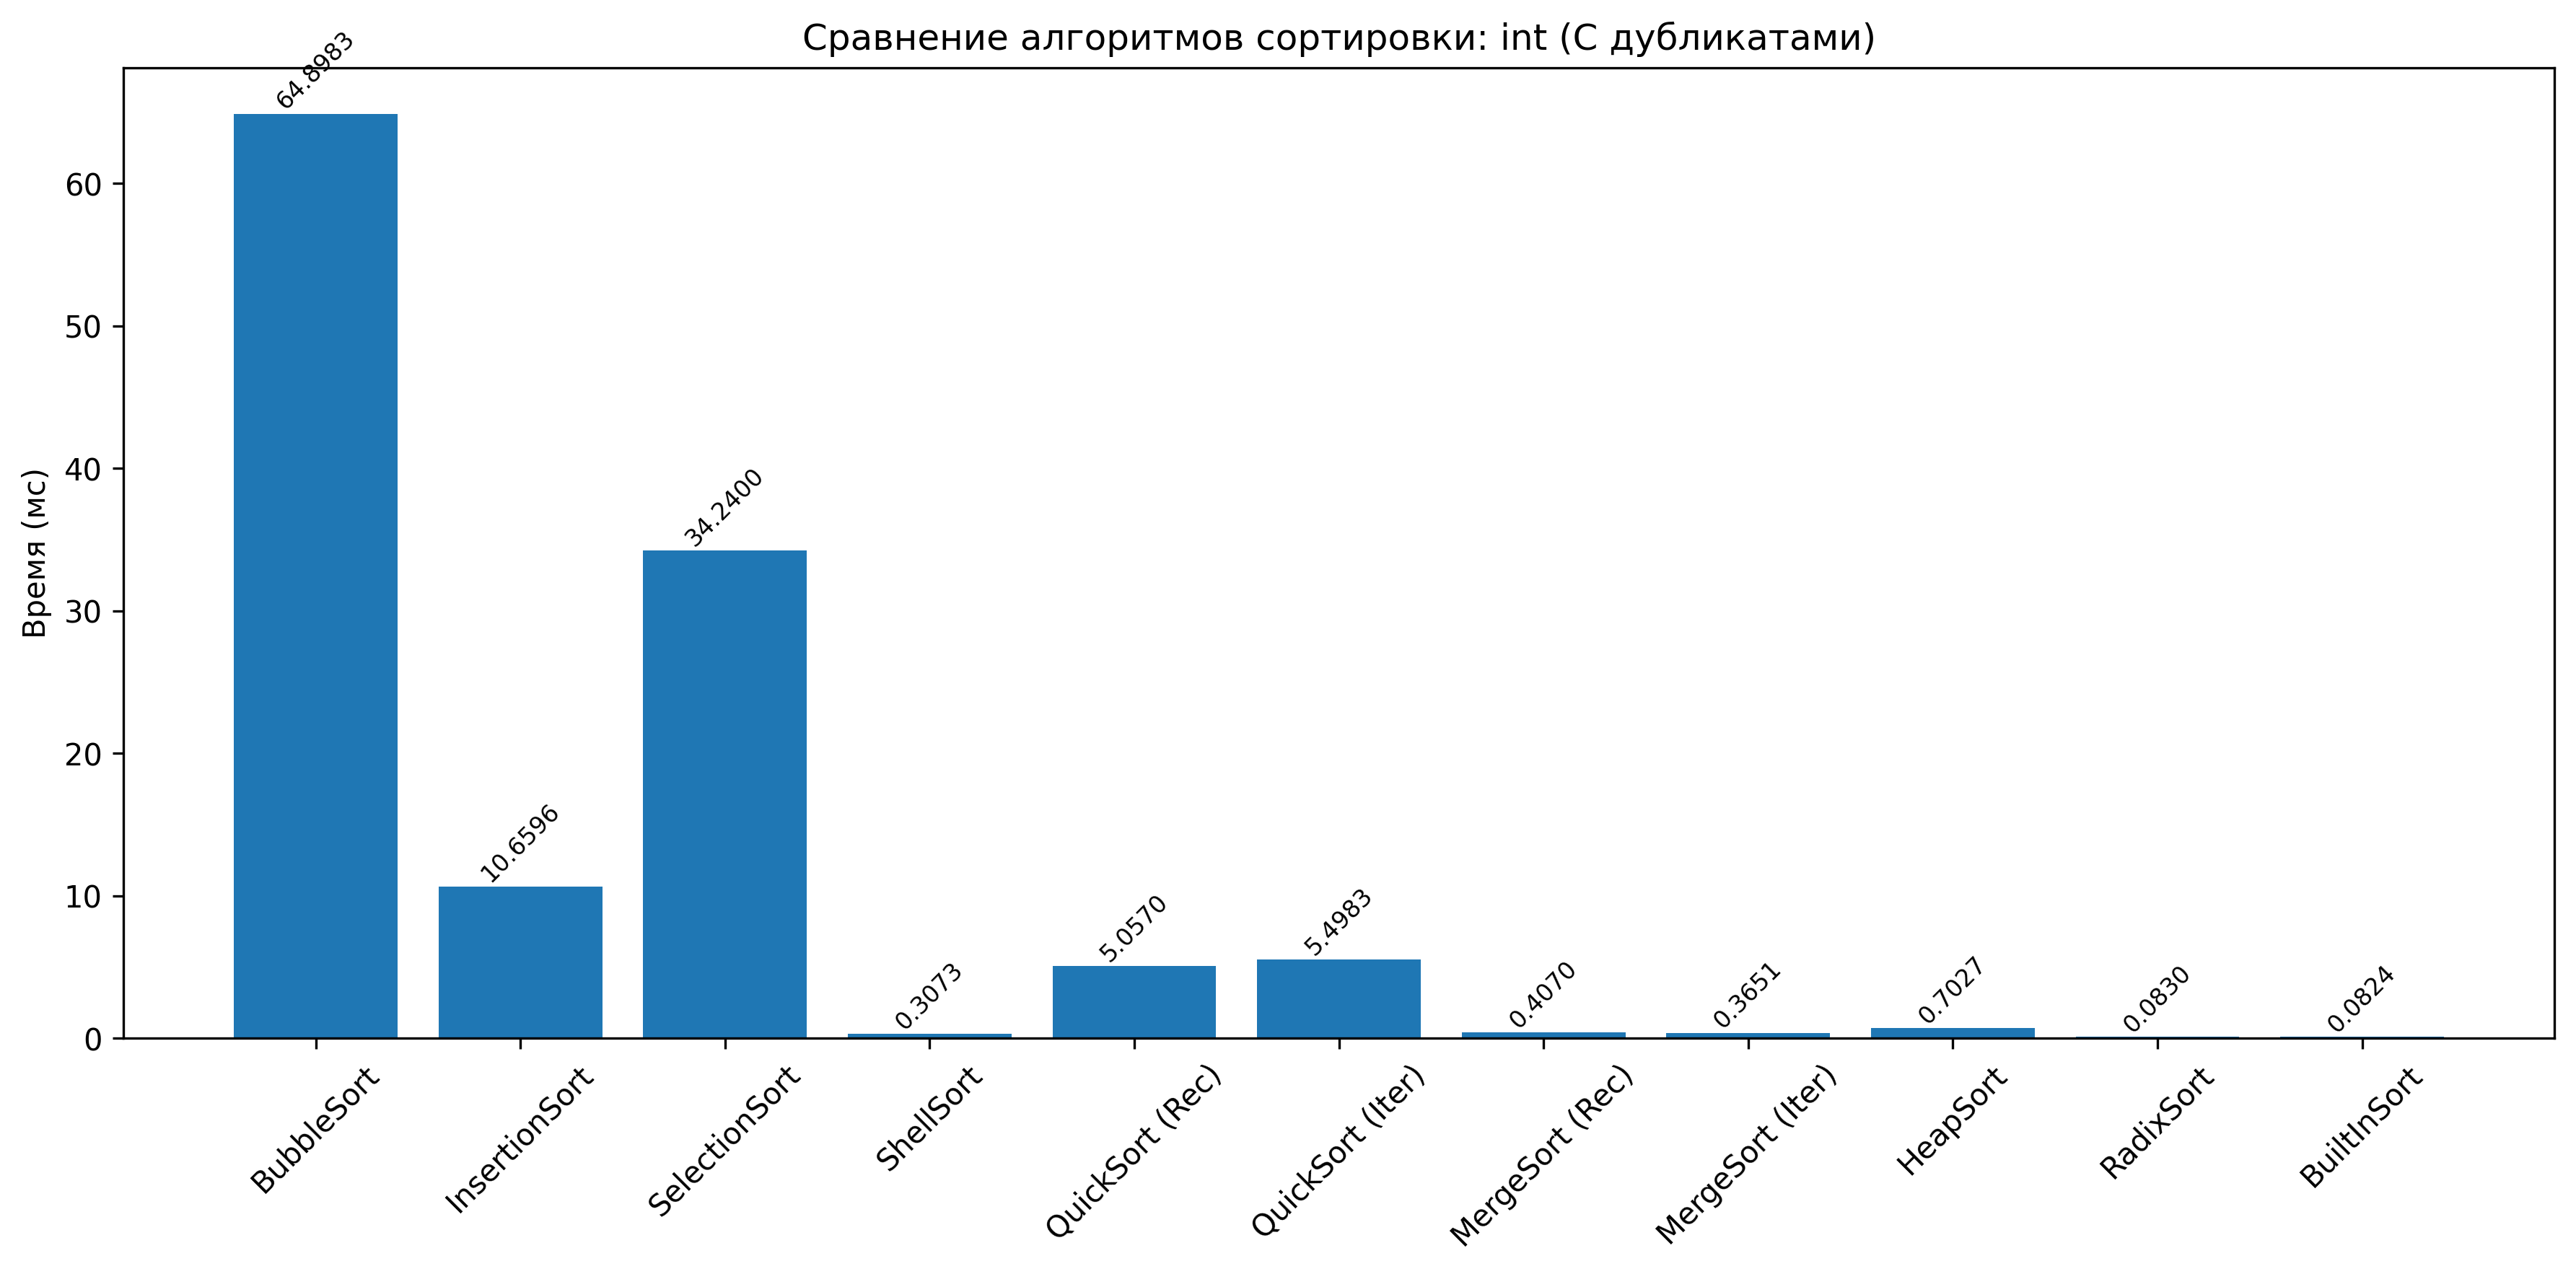 Сравнение алгоритмов сортировки: int (С дубликатами)
Время (мс)
60
50
40
30
20
10
0
64.8983
10.6596
34.2400
0.3073
5.0570
5.4983
0.4070
0.3651
0.7027
0.0830
0.0824
BubbleSort
InsertionSort
SelectionSort
ShellSort
QuickSort (Rec)
QuickSort (Iter)
MergeSort (Rec)
MergeSort (Iter)
HeapSort
RadixSort
BuiltInSort